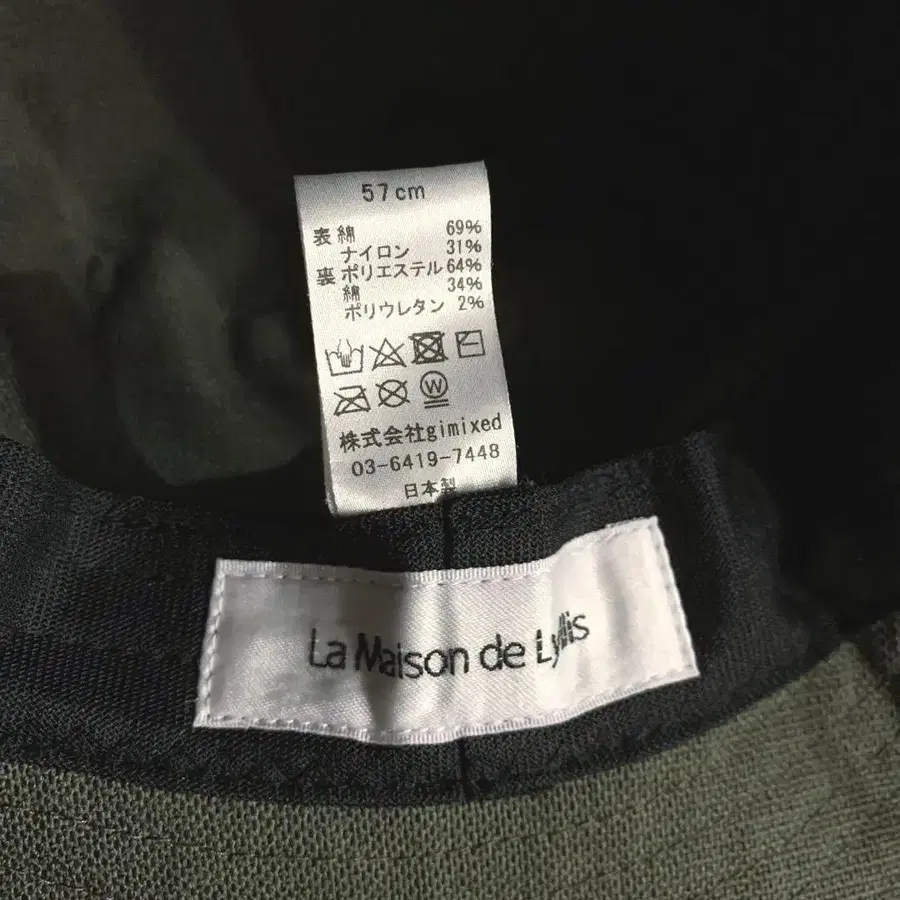 57cm
表 綿 69%
ナイロン 31%
裏 ポリエステル 64%
綿 34%
ポリウレタン 2%
W
株式会社gimixed
03-6419-7448
日本製
La Maison de Lyllis